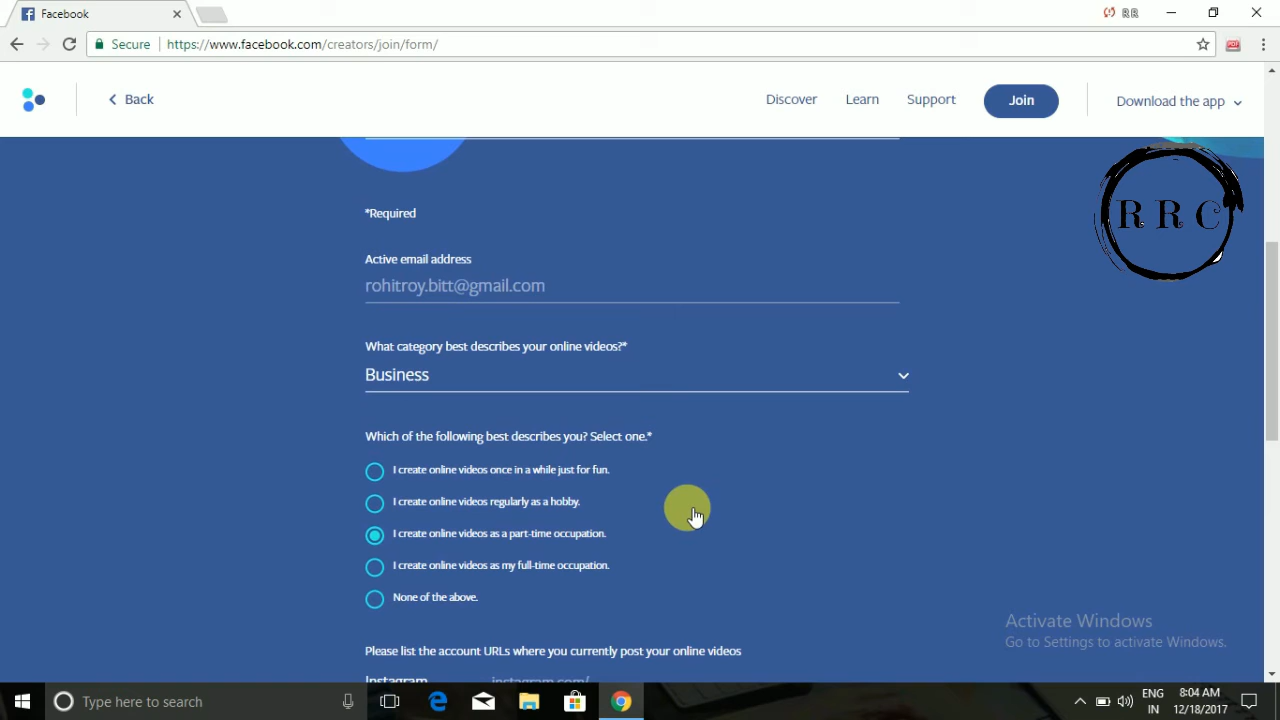 Facebook
RR
Secure
https://www.facebook.com/creators/join/form/
PDF
Back
Discover
Learn
Support
Join
Download the app
R R C
*Required
Active email address
rohitroy.bitt@gmail.com
What category best describes your online videos?*
Business
Which of the following best describes you? Select one.*
I create online videos once in a while just for fun.
I create online videos regularly as a hobby.
I create online videos as a part-time occupation.
I create online videos as my full-time occupation.
None of the above.
Activate Windows
Go to Settings to activate Windows.
Please list the account URLs where you currently post your online videos
Instagram
instagram.com/
Type here to search
ENG
IN
8:04 AM
12/18/2017